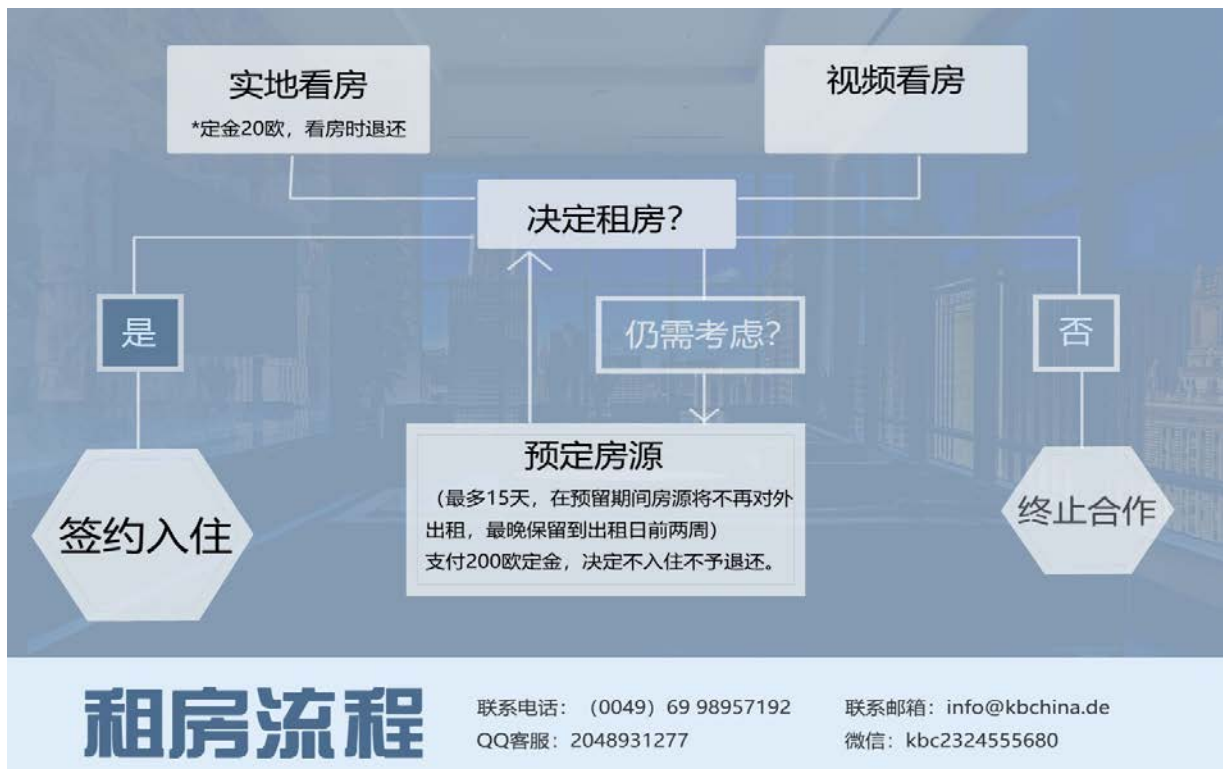 实地看房
*定金20欧，看房时退还
视频看房
决定租房？
是
仍需考虑？
否
预定房源
（最多15天，在预留期间房源将不再对外
出租，最晚保留到出租日前两周）
支付200欧定金，决定不入住不予退还。
签约入住
终止合作
租房流程
联系电话：（0049）69 98957192
联系邮箱：info@kbchina.de
QQ客服：2048931277
微信：kbc2324555680